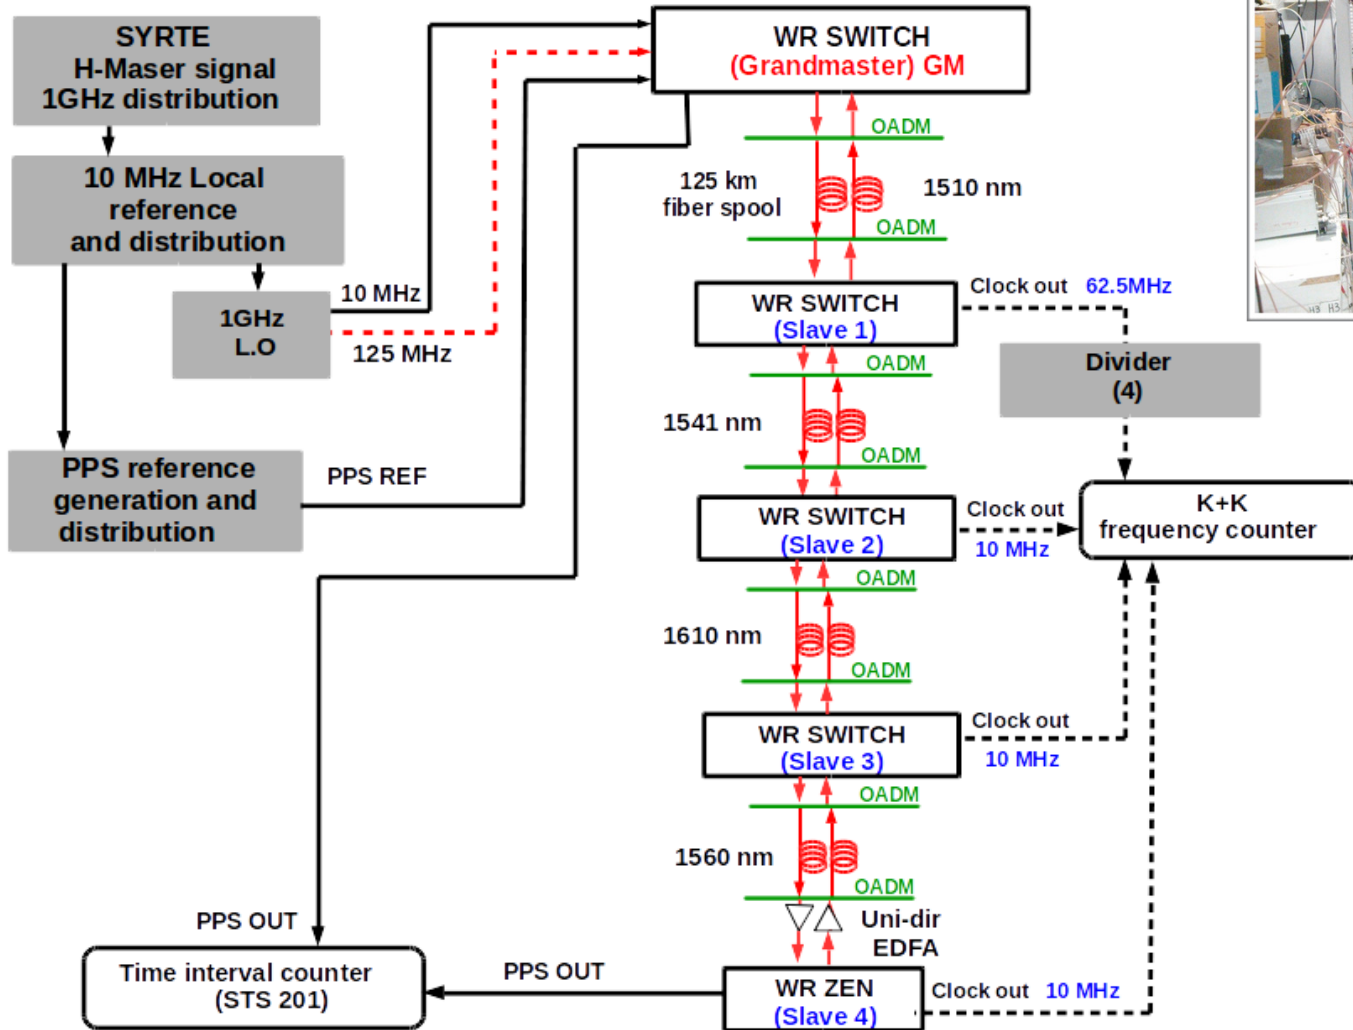 SYRTE
H-Maser signal
1GHz distribution
10 MHz Local
reference
and distribution
1GHz
L.O
10 MHz
125 MHz
PPS reference
generation and
distribution
PPS REF
WR SWITCH
(Grandmaster) GM
OADM
125 km
fiber spool
1510 nm
OADM
WR SWITCH
(Slave 1)
Clock out 62.5MHz
OADM
Divider
(4)
1541 nm
OADM
WR SWITCH
(Slave 2)
Clock out
10 MHz
K+K
frequency counter
OADM
1610 nm
OADM
WR SWITCH
(Slave 3)
Clock out
10 MHz
OADM
1560 nm
OADM
Uni-dir
EDFA
PPS OUT
Time interval counter
(STS 201)
PPS OUT
WR ZEN
(Slave 4)
Clock out 10 MHz
H3 H3